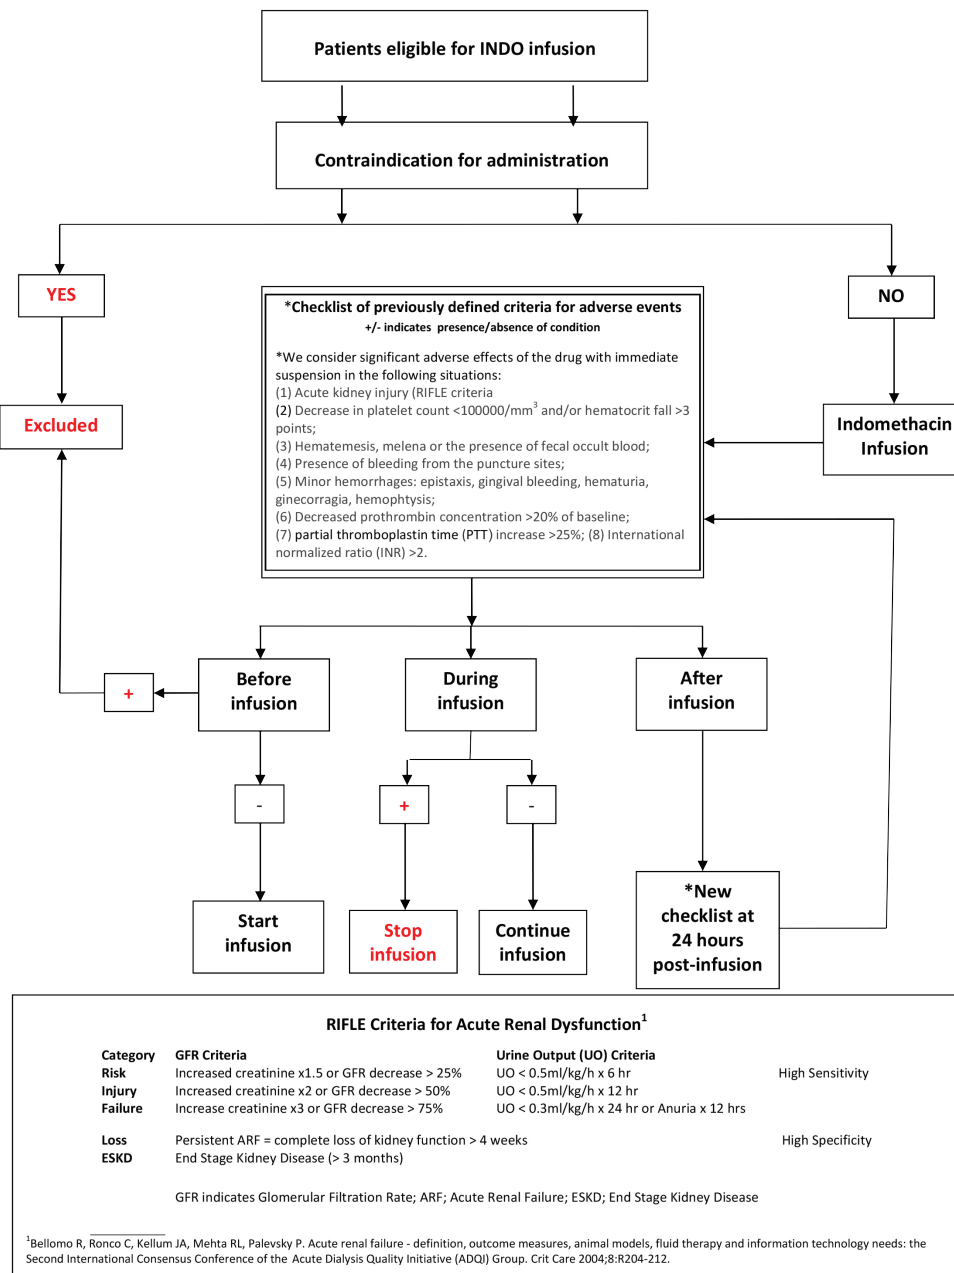 Patients eligible for INDO infusion
Contraindication for administration
YES
NO
Excluded
Indomethacin
Infusion
*Checklist of previously defined criteria for adverse events
+/- indicates presence/absence of condition
*We consider significant adverse effects of the drug with immediate
suspension in the following situations:
(1) Acute kidney injury (RIFLE criteria
(2) Decrease in platelet count <100000/mm³ and/or hematocrit fall >3
points;
(3) Hematemesis, melena or the presence of fecal occult blood;
(4) Presence of bleeding from the puncture sites;
(5) Minor hemorrhages: epistaxis, gingival bleeding, hematuria,
ginecorragia, hemophtysis;
(6) Decreased prothrombin concentration >20% of baseline;
(7) partial thromboplastin time (PTT) increase >25%; (8) International
normalized ratio (INR) >2.
Before
infusion
During
infusion
After
infusion
+
-
+
-
Start
infusion
Stop
infusion
Continue
infusion
*New
checklist at
24 hours
post-infusion
RIFLE Criteria for Acute Renal Dysfunction¹
Category GFR Criteria Urine Output (UO) Criteria
Risk Increased creatinine x1.5 or GFR decrease > 25% UO < 0.5ml/kg/h x 6 hr High Sensitivity
Injury Increased creatinine x2 or GFR decrease > 50% UO < 0.5ml/kg/h x 12 hr
Failure Increase creatinine x3 or GFR decrease > 75% UO < 0.3ml/kg/h x 24 hr or Anuria x 12 hrs
Loss Persistent ARF = complete loss of kidney function > 4 weeks High Specificity
ESKD End Stage Kidney Disease (> 3 months)
GFR indicates Glomerular Filtration Rate; ARF; Acute Renal Failure; ESKD; End Stage Kidney Disease
¹Bellomo R, Ronco C, Kellum JA, Mehta RL, Palevsky P. Acute renal failure - definition, outcome measures, animal models, fluid therapy and information technology needs: the
Second International Consensus Conference of the Acute Dialysis Quality Initiative (ADQI) Group. Crit Care 2004;8:R204-212.